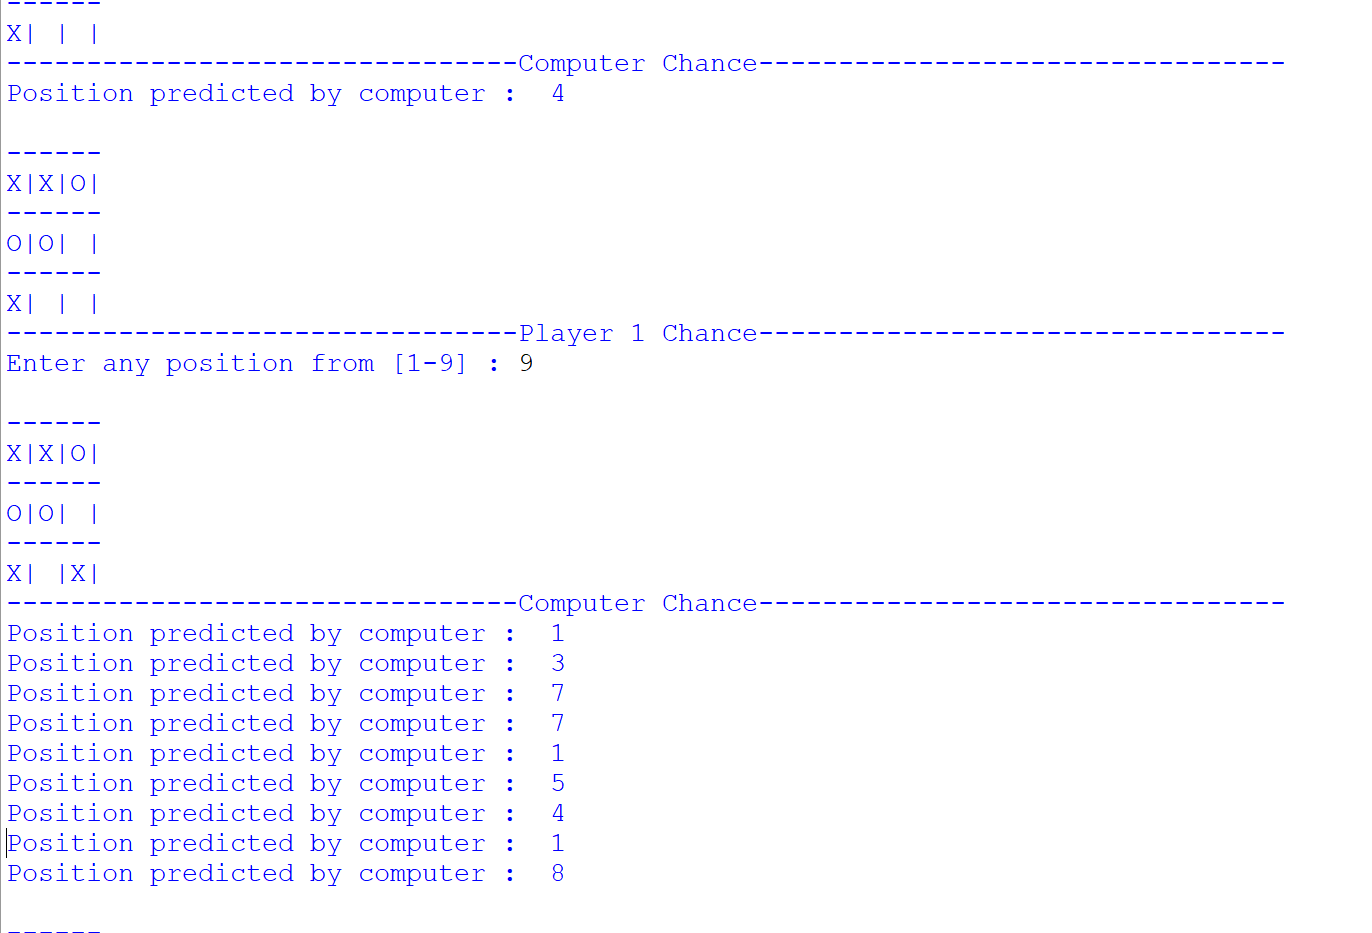 ------
X| | |
--------------------------------Computer Chance---------------------------------
Position predicted by computer :  4
------
X|X|O|
------
O|O| |
------
X| | |
--------------------------------Player 1 Chance---------------------------------
Enter any position from [1-9] : 9
------
X|X|O|
------
O|O| |
------
X| |X|
--------------------------------Computer Chance---------------------------------
Position predicted by computer :  1
Position predicted by computer :  3
Position predicted by computer :  7
Position predicted by computer :  7
Position predicted by computer :  1
Position predicted by computer :  5
Position predicted by computer :  4
Position predicted by computer :  1
Position predicted by computer :  8
------